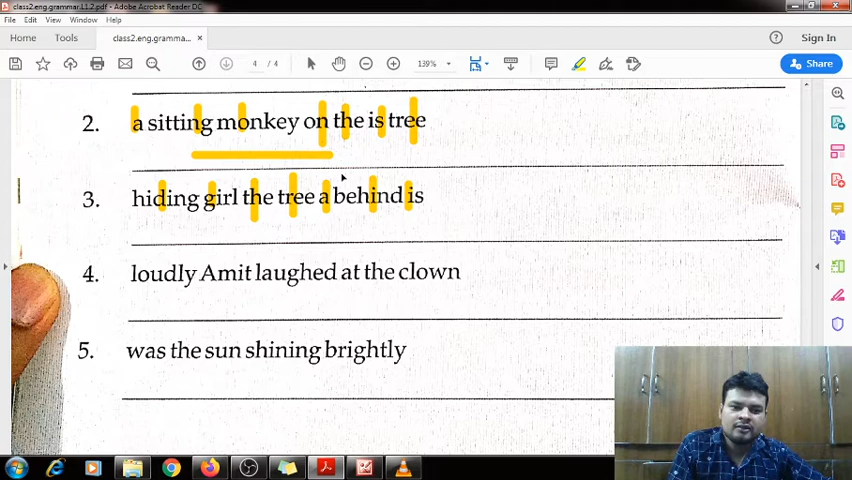 class2.eng.grammar.L1.2.pdf - Adobe Acrobat Reader DC
File Edit View Window Help
Home Tools class2.eng.gramma... × Sign In
4 / 4 139% Share
2. a sitting monkey on the is tree
3. hiding girl the tree a behind is
4. loudly Amit laughed at the clown
5. was the sun shining brightly